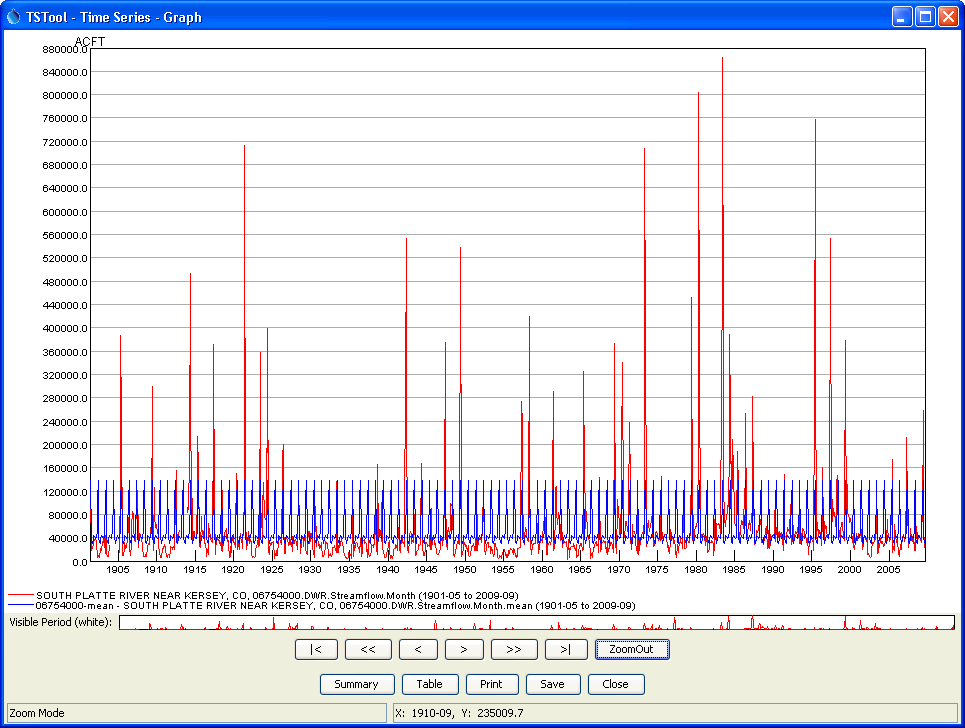 TSTool - Time Series - Graph
ACFT
880000.0
840000.0
800000.0
760000.0
720000.0
680000.0
640000.0
600000.0
560000.0
520000.0
480000.0
440000.0
400000.0
360000.0
320000.0
280000.0
240000.0
200000.0
160000.0
120000.0
80000.0
40000.0
0.0
1905 1910 1915 1920 1925 1930 1935 1940 1945 1950 1955 1960 1965 1970 1975 1980 1985 1990 1995 2000 2005
SOUTH PLATTE RIVER NEAR KERSEY, CO, 06754000.DWR.Streamflow.Month (1901-05 to 2009-09)
06754000-mean - SOUTH PLATTE RIVER NEAR KERSEY, CO, 06754000.DWR.Streamflow.Month.mean (1901-05 to 2009-09)
Visible Period (white):
|< << < > >> >| ZoomOut
Summary Table Print Save Close
Zoom Mode X: 1910-09, Y: 235009.7